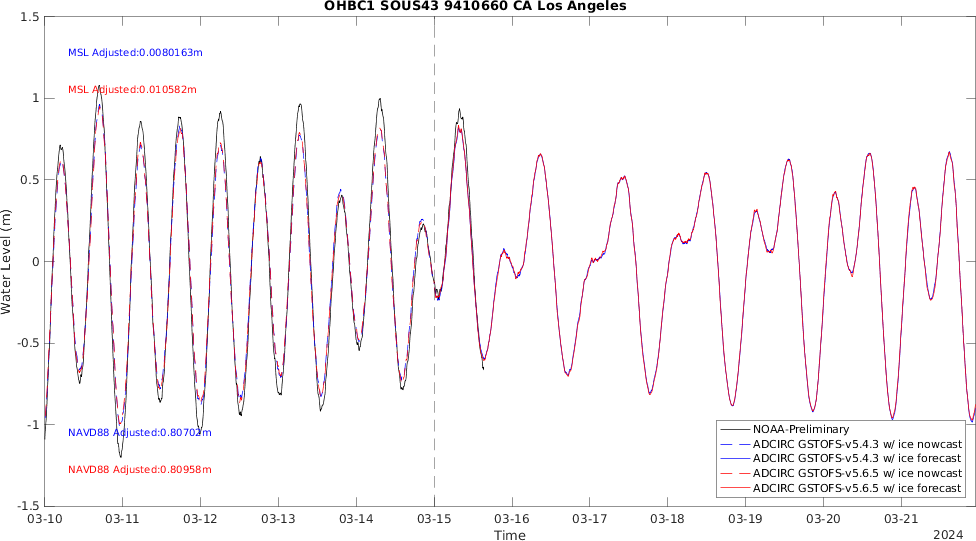 OHBC1 SOUS43 9410660 CA Los Angeles
1.5
MSL Adjusted:0.0080163m
MSL Adjusted:0.010582m
1
0.5
0
-0.5
-1
-1.5
Water Level (m)
NAVD88 Adjusted:0.80702m
NAVD88 Adjusted:0.80958m
NOAA-Preliminary
ADCIRC GSTOFS-v5.4.3 w/ ice nowcast
ADCIRC GSTOFS-v5.4.3 w/ ice forecast
ADCIRC GSTOFS-v5.6.5 w/ ice nowcast
ADCIRC GSTOFS-v5.6.5 w/ ice forecast
03-10 03-11 03-12 03-13 03-14 03-15 03-16 03-17 03-18 03-19 03-20 03-21
Time
2024